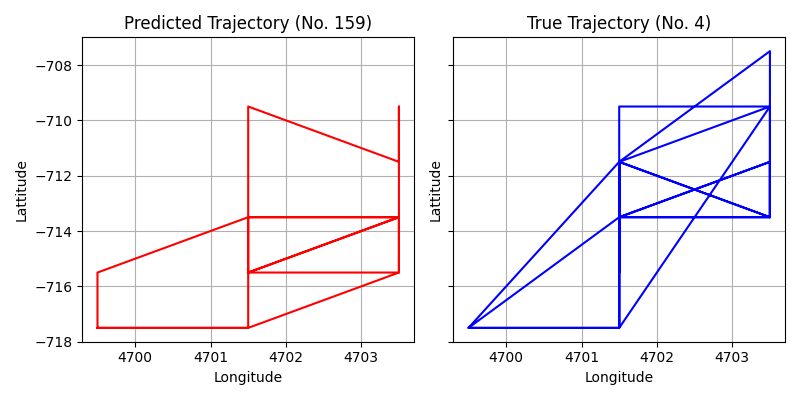 Predicted Trajectory (No. 159)
True Trajectory (No. 4)
−708
−710
−712
−714
−716
−718
Lattitude
Lattitude
4700 4701 4702 4703
4700 4701 4702 4703
Longitude
Longitude